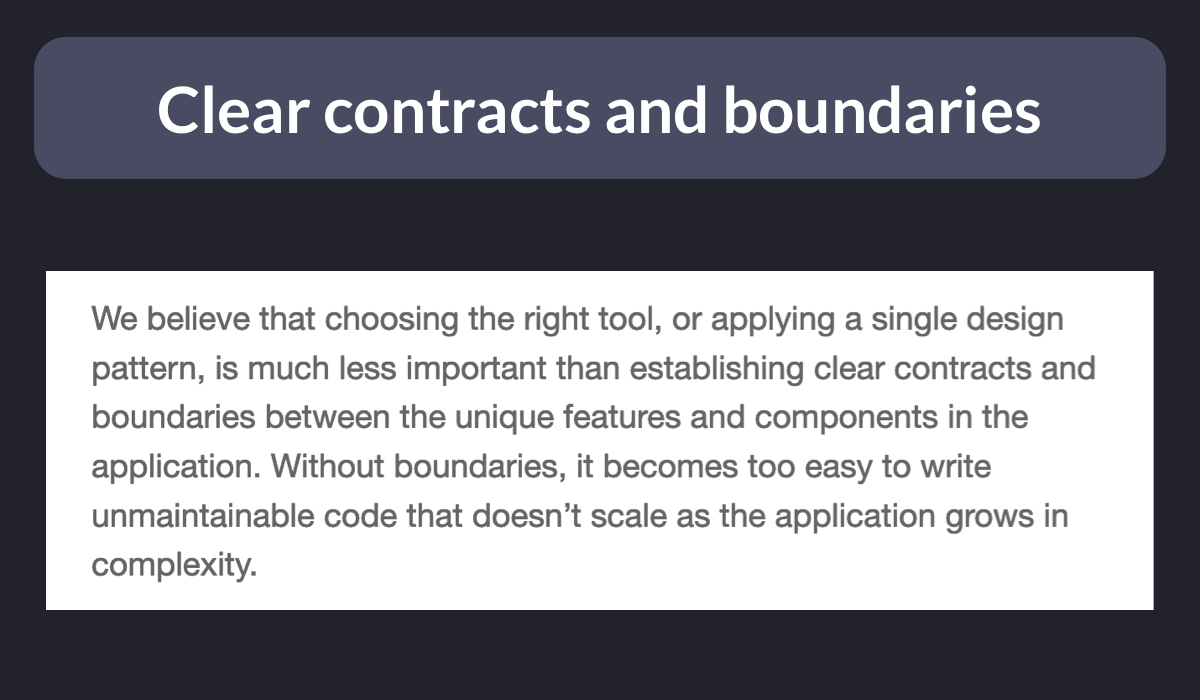 Clear contracts and boundaries
We believe that choosing the right tool, or applying a single design
pattern, is much less important than establishing clear contracts and
boundaries between the unique features and components in the
application. Without boundaries, it becomes too easy to write
unmaintainable code that doesn’t scale as the application grows in
complexity.